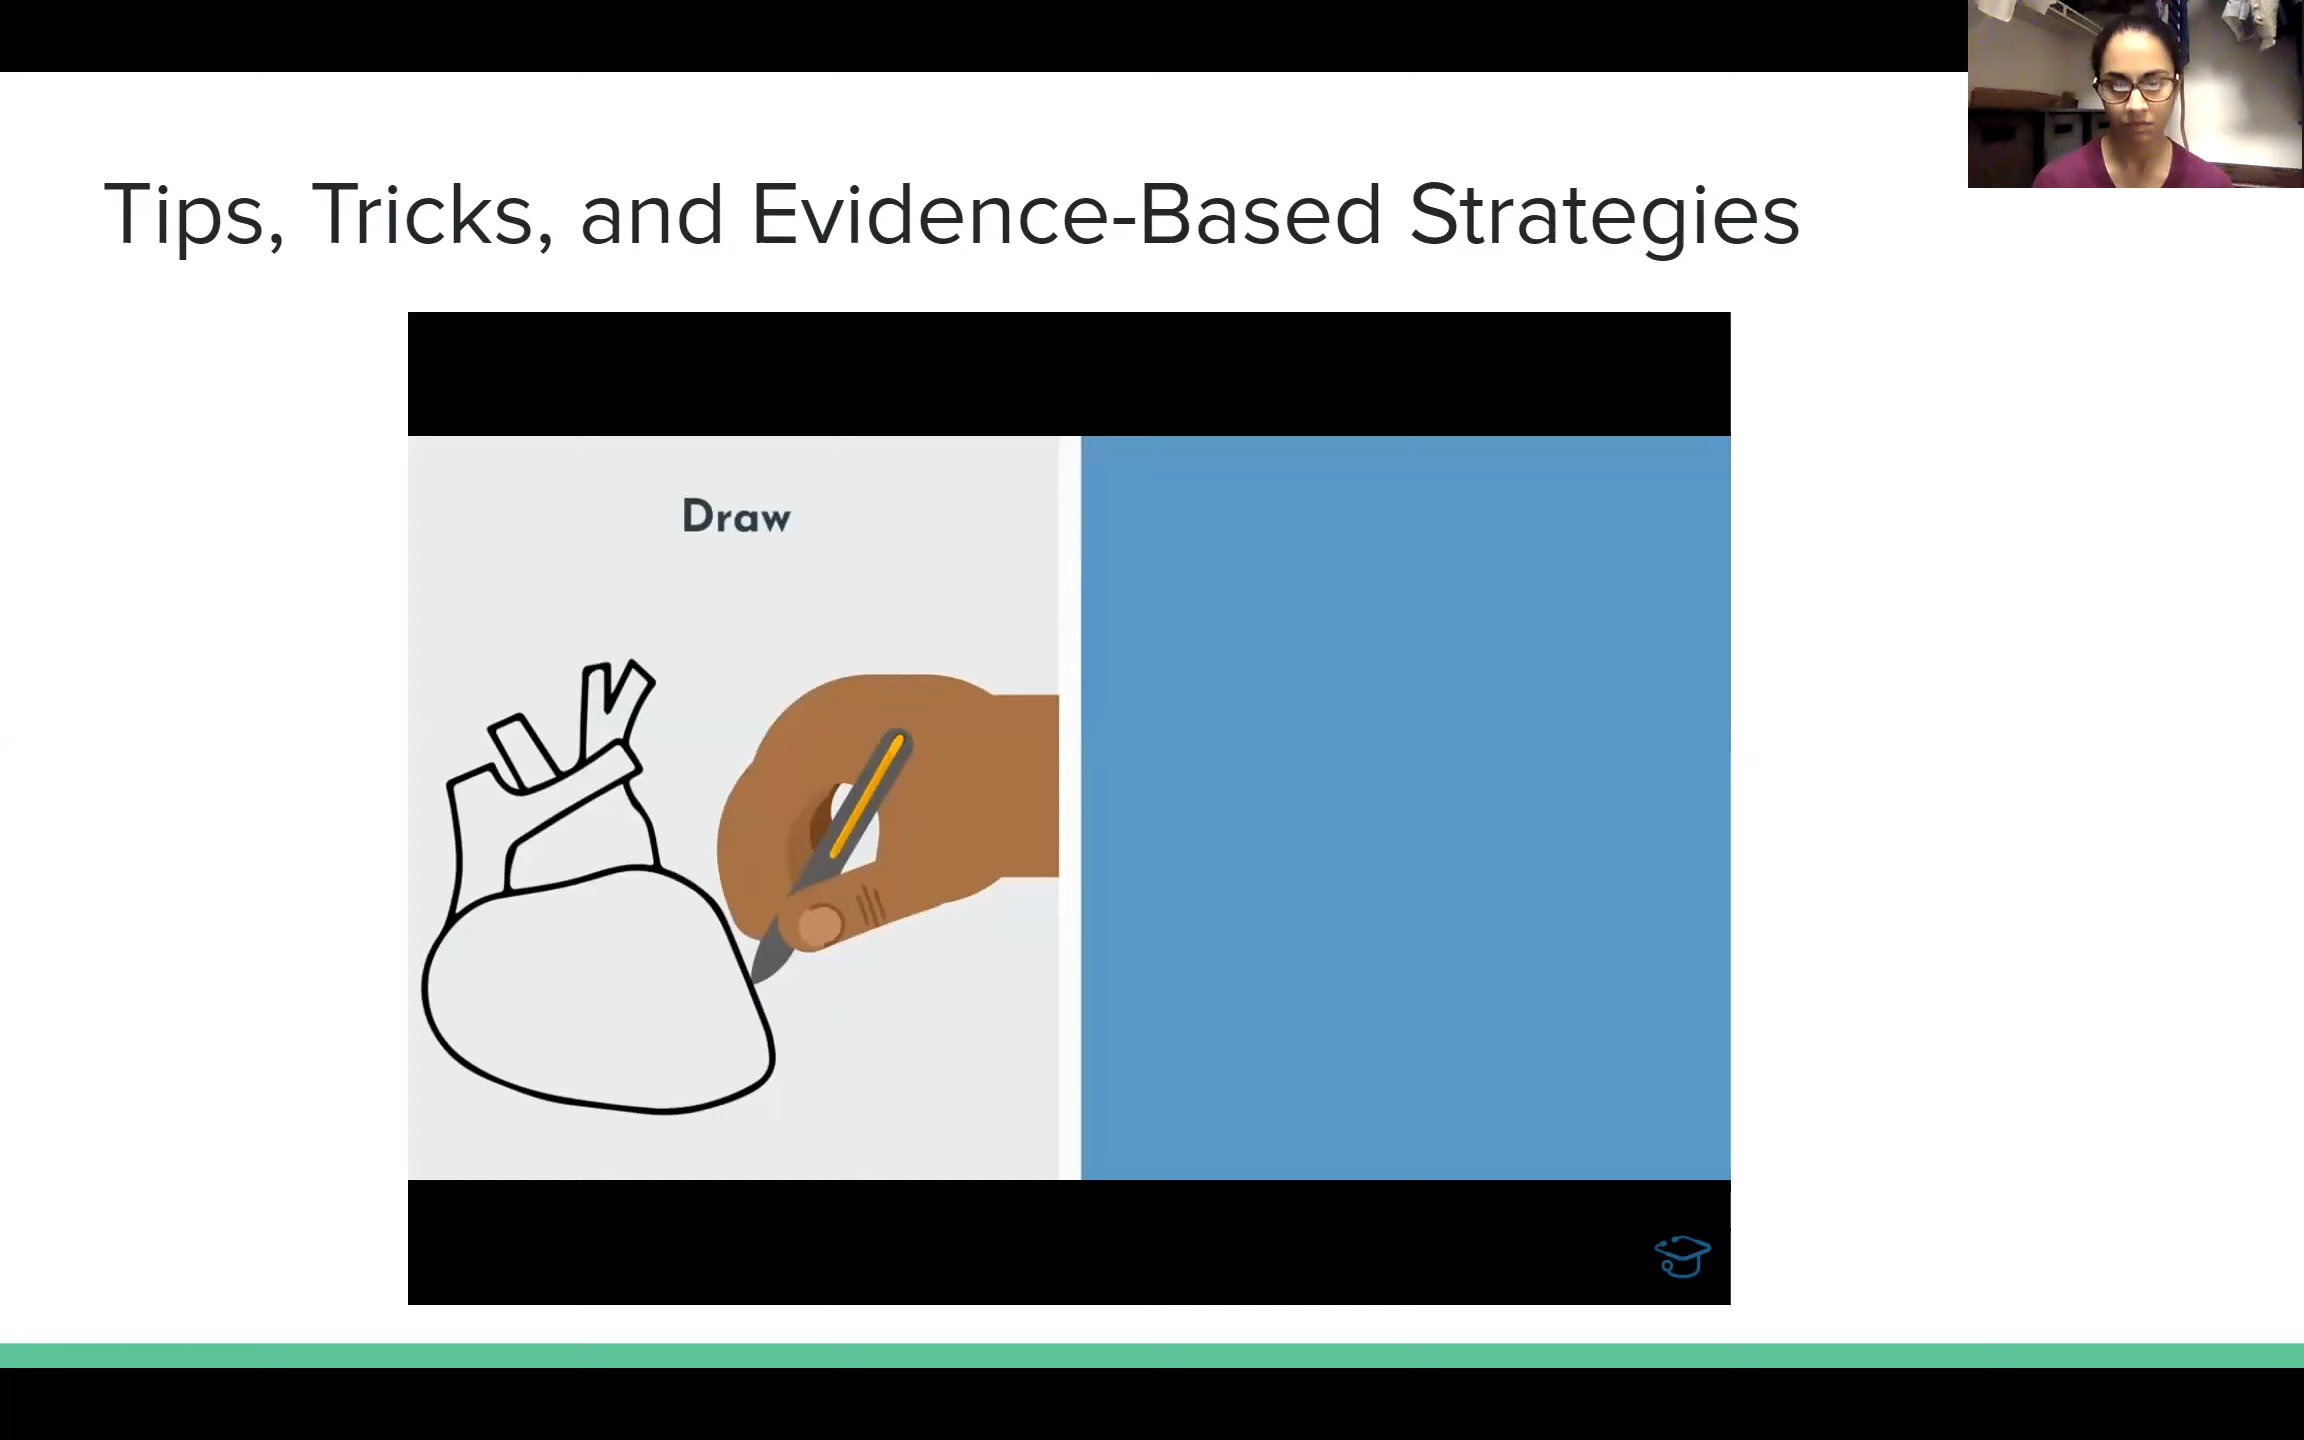 Tips, Tricks, and Evidence-Based Strategies
Draw